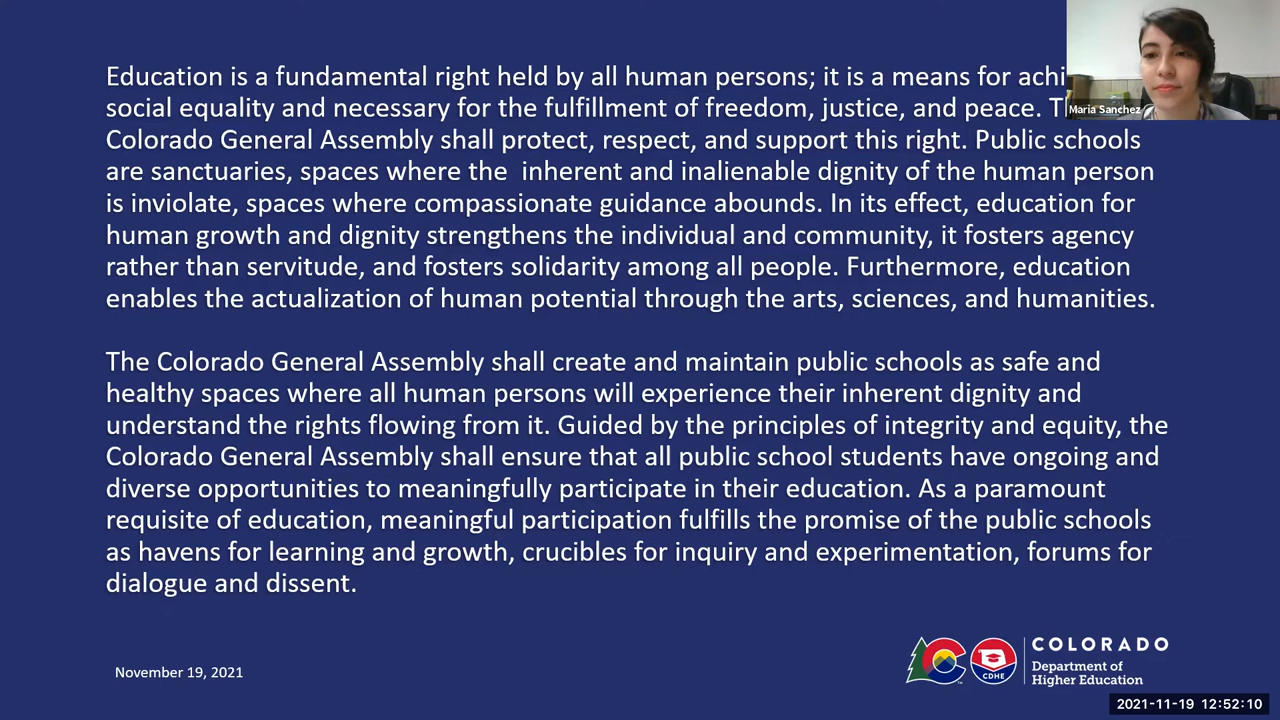 Education is a fundamental right held by all human persons; it is a means for
social equality and necessary for the fulfillment of freedom, justice, and peace.
Colorado General Assembly shall protect, respect, and support this right. Public schools
are sanctuaries, spaces where the inherent and inalienable dignity of the human person
is inviolate, spaces where compassionate guidance abounds. In its effect, education for
human growth and dignity strengthens the individual and community, it fosters agency
rather than servitude, and fosters solidarity among all people. Furthermore, education
enables the actualization of human potential through the arts, sciences, and humanities.
The Colorado General Assembly shall create and maintain public schools as safe and
healthy spaces where all human persons will experience their inherent dignity and
understand the rights flowing from it. Guided by the principles of integrity and equity, the
Colorado General Assembly shall ensure that all public school students have ongoing and
diverse opportunities to meaningfully participate in their education. As a paramount
requisite of education, meaningful participation fulfills the promise of the public schools
as havens for learning and growth, crucibles for inquiry and experimentation, forums for
dialogue and dissent.
Maria Sanchez
November 19, 2021
CDHE
COLORADO
Department of
Higher Education
2021-11-19 12:52:10